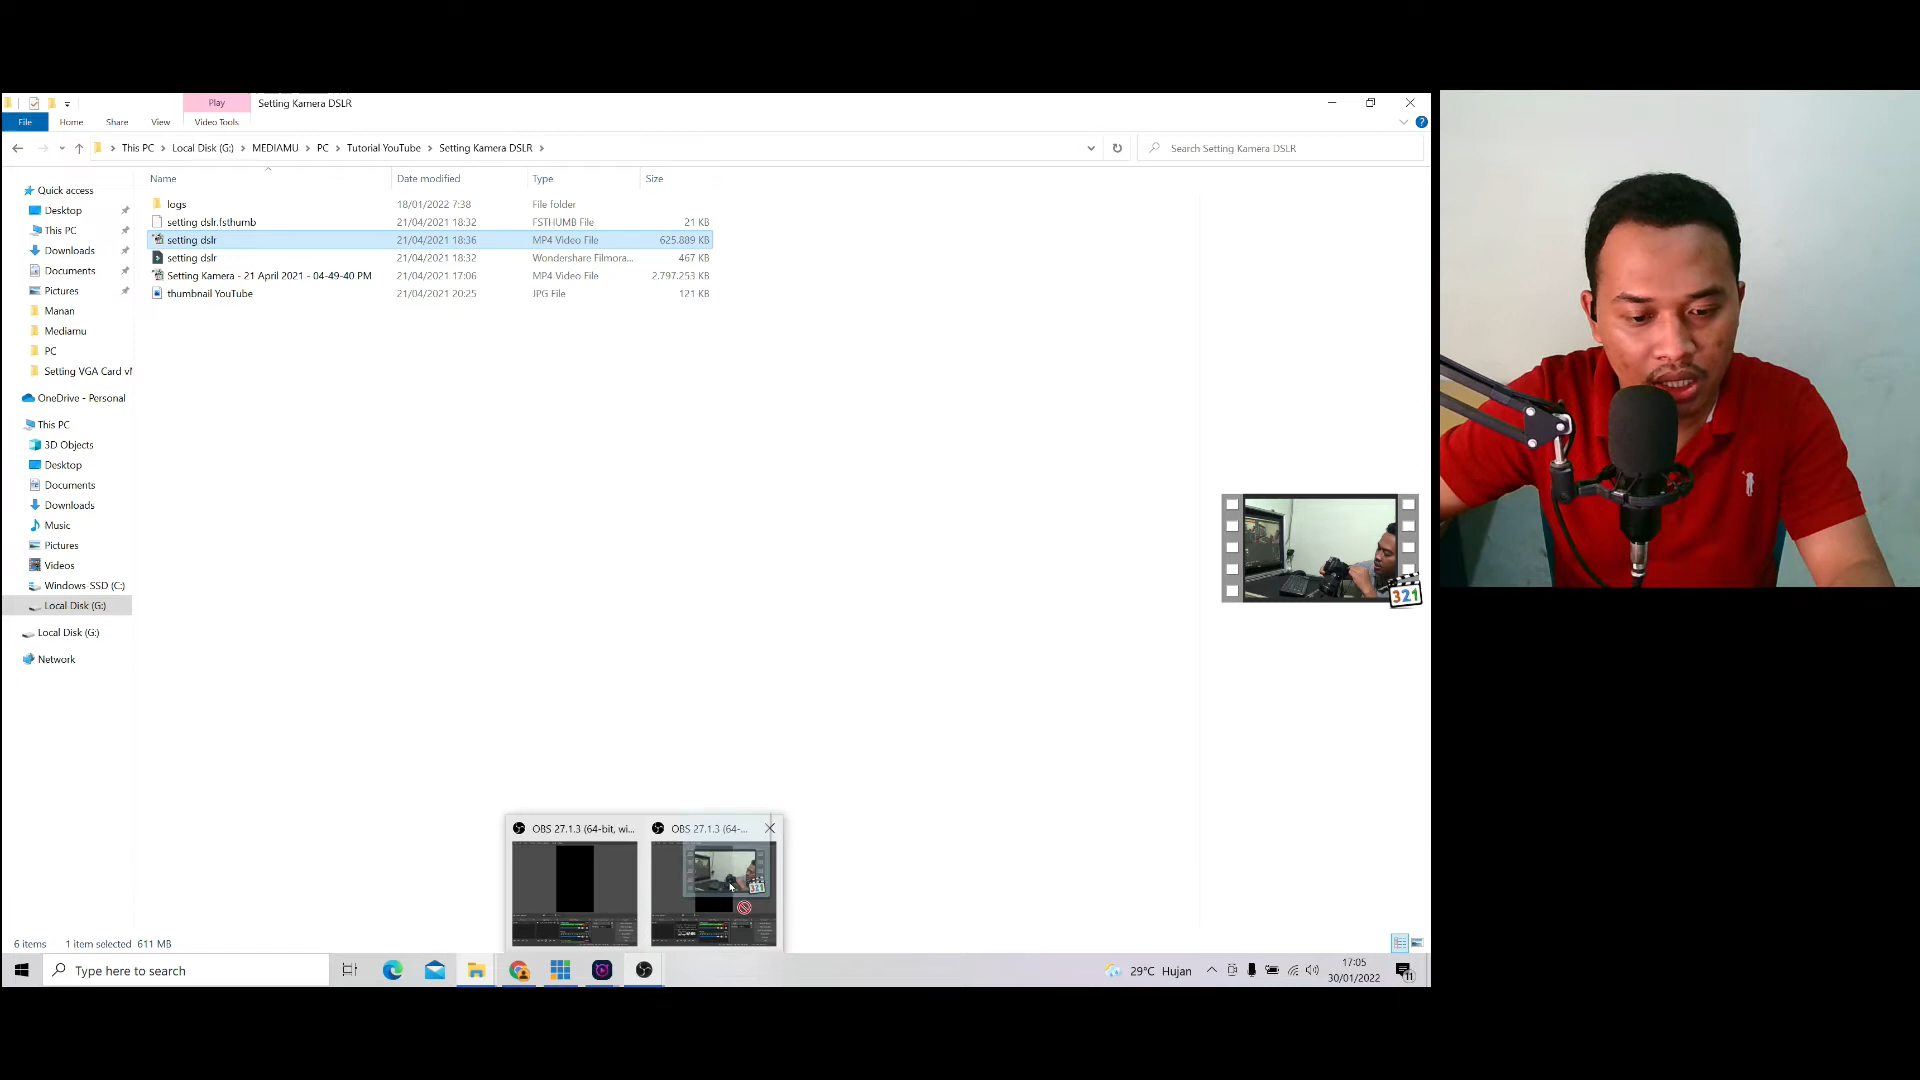 Play
Setting Kamera DSLR
File
Home
Share
View
Video Tools
This PC > Local Disk (G:) > MEDIAMU > PC > Tutorial YouTube > Setting Kamera DSLR >
Search Setting Kamera DSLR
Name
Date modified
Type
Size
logs
18/01/2022 7:38
File folder
setting dslr.fsthumb
21/04/2021 18:32
FSTHUMB File
21 KB
setting dslr
21/04/2021 18:36
MP4 Video File
625.889 KB
setting dslr
21/04/2021 18:32
Wondershare Filmora...
467 KB
Setting Kamera - 21 April 2021 - 04-49-40 PM
21/04/2021 17:06
MP4 Video File
2.797.253 KB
thumbnail YouTube
21/04/2021 20:25
JPG File
121 KB
Quick access
Desktop
This PC
Downloads
Documents
Pictures
Manan
Mediamu
PC
Setting VGA Card vM
OneDrive - Personal
This PC
3D Objects
Desktop
Documents
Downloads
Music
Pictures
Videos
Windows-SSD (C:)
Local Disk (G:)
Local Disk (G:)
Network
321
OBS 27.1.3 (64-bit, wi...
OBS 27.1.3 (64-...
321
6 items
1 item selected 611 MB
Type here to search
29°C Hujan
17:05
30/01/2022
11